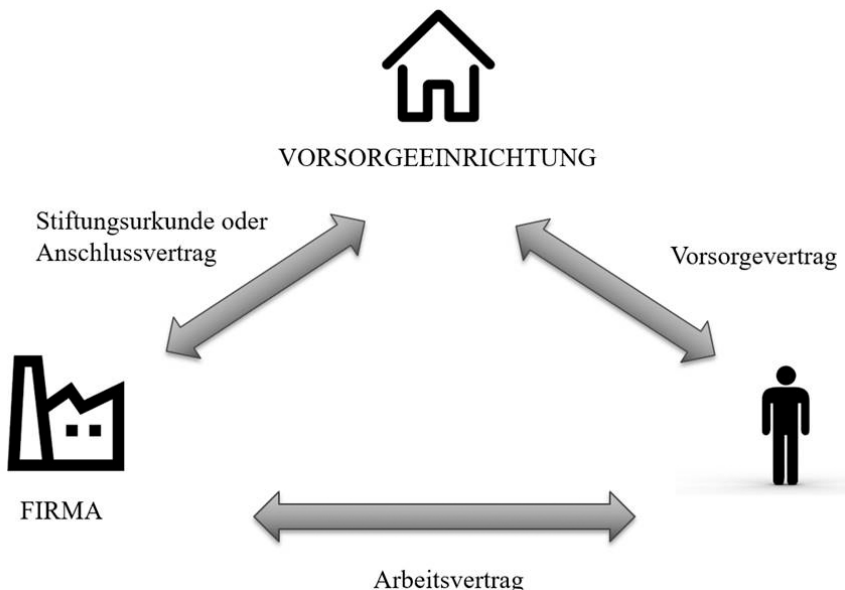 VORSORGEEINRICHTUNG
Stiftungsurkunde oder
Anschlussvertrag
Vorsorgevertrag
FIRMA
Arbeitsvertrag